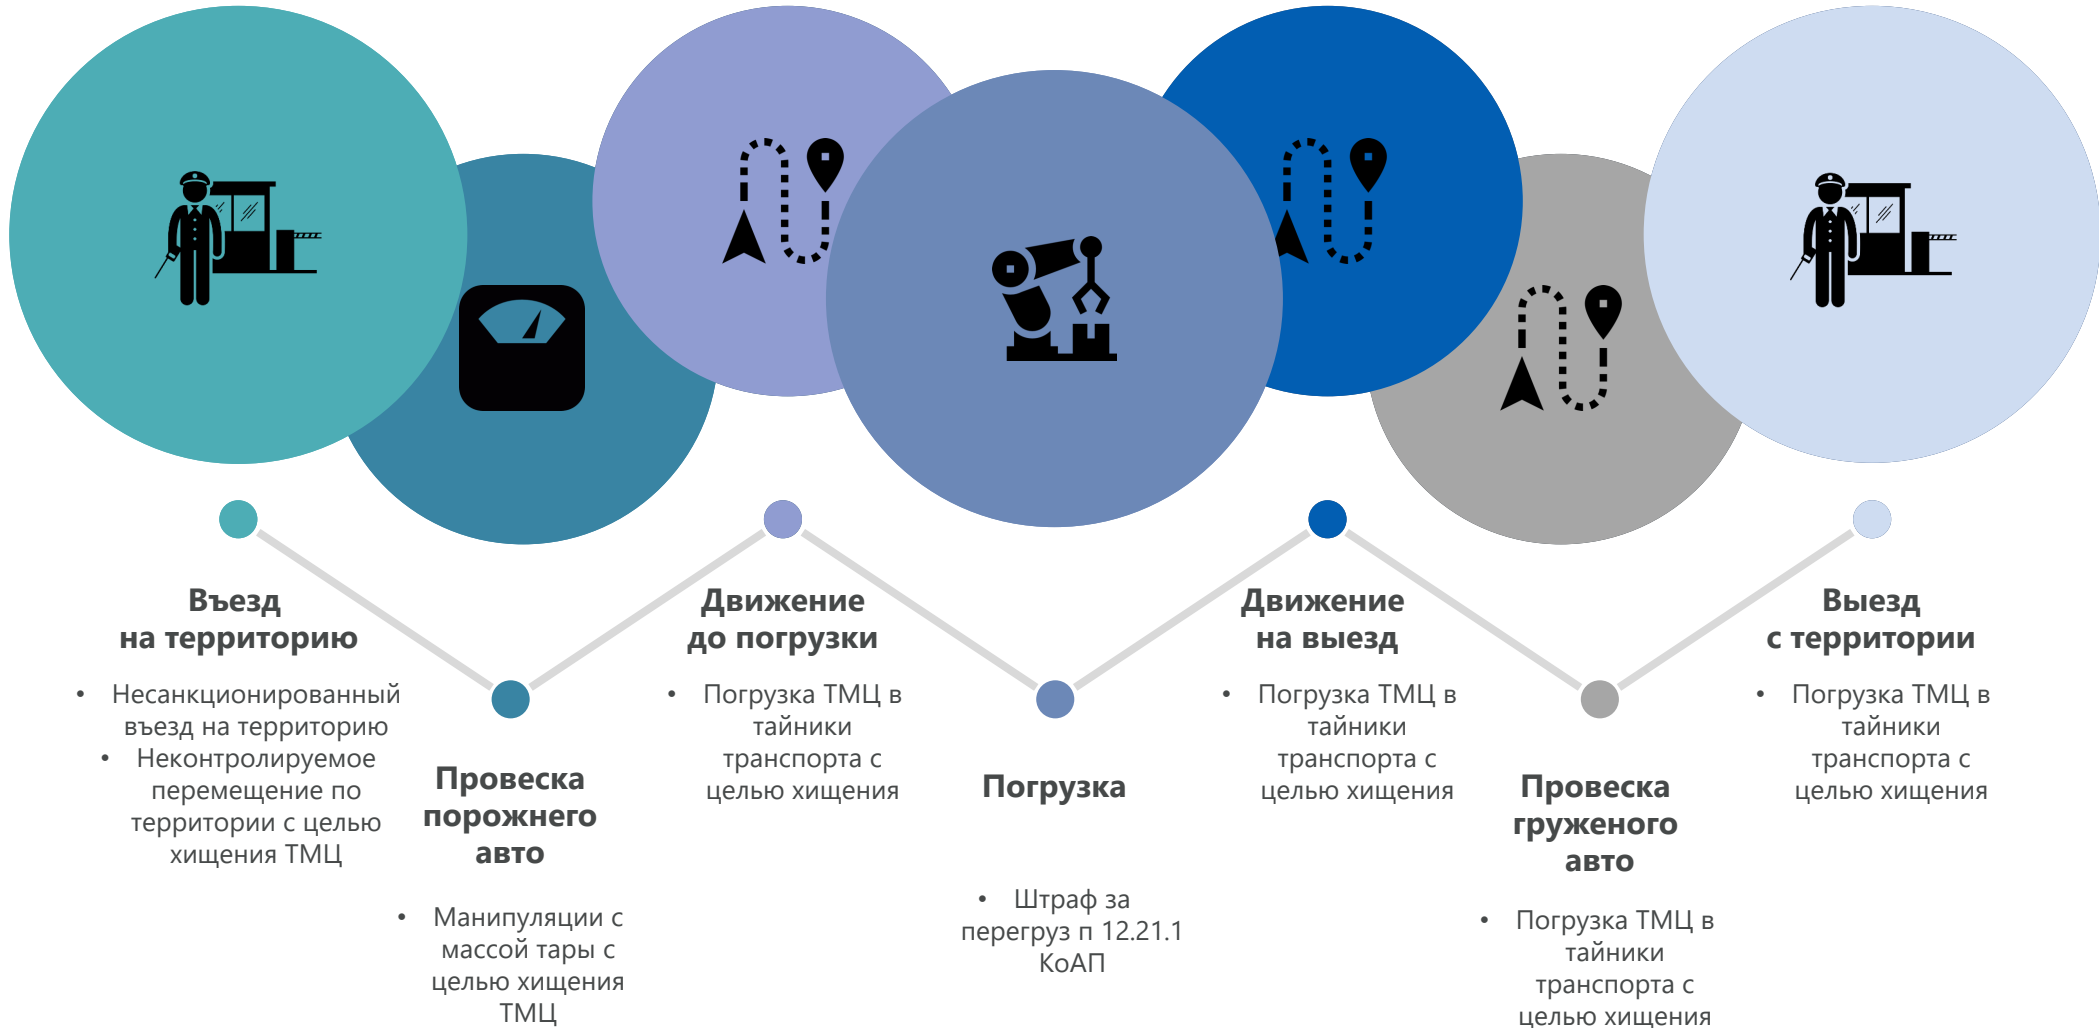 Въезд
на территорию
• Несанкционированный
въезд на территорию
• Неконтролируемое
перемещение по
территории с целью
хищения ТМЦ
Провеска
порожнего
авто
• Манипуляции с
массой тары с
целью хищения
ТМЦ
Движение
до погрузки
• Погрузка ТМЦ в
тайники
транспорта с
целью хищения
Погрузка
• Штраф за
перегруз п 12.21.1
КоАП
Движение
на выезд
• Погрузка ТМЦ в
тайники
транспорта с
целью хищения
Провеска
груженого
авто
• Погрузка ТМЦ в
тайники
транспорта с
целью хищения
Выезд
с территории
• Погрузка ТМЦ в
тайники
транспорта с
целью хищения